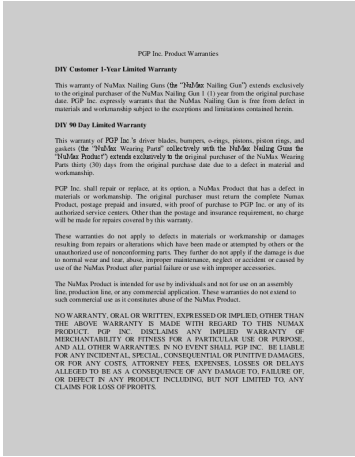 PGP Inc. Product Warranties
DIY Customer 1-Year Limited Warranty
This warranty of NuMax Nailing Guns (the “NuMax Nailing Gun”) extends exclusively
to the original purchaser of the NuMax Nailing Gun 1 (1) year from the original purchase
date. PGP Inc. expressly warrants that the NuMax Nailing Gun is free from defect in
materials and workmanship subject to the exceptions and limitations contained herein.
DIY 90 Day Limited Warranty
This warranty of PGP Inc.'s driver blades, bumpers, o-rings, pistons, piston rings, and
gaskets (the “NuMax Wearing Parts” collectively with the NuMax Nailing Guns the
“NuMax Product”) extends exclusively to the original purchaser of the NuMax Wearing
Parts thirty (30) days from the original purchase date due to a defect in material and
workmanship.
PGP Inc. shall repair or replace, at its option, a NuMax Product that has a defect in
materials or workmanship. The original purchaser must return the complete Numax
Product, postage prepaid and insured, with proof of purchase to PGP Inc. or any of its
authorized service centers. Other than the postage and insurance requirement, no charge
will be made for repairs covered by this warranty.
These warranties do not apply to defects in materials or workmanship or damages
resulting from repairs or alterations which have been made or attempted by others or the
unauthorized use of nonconforming parts. They further do not apply if the damage is due
to normal wear and tear, abuse, improper maintenance, neglect or accident or caused by
use of the NuMax Product after partial failure or use with improper accessories.
The NuMax Product is intended for use by individuals and not for use on an assembly
line, production line, or any commercial application. These warranties do not extend to
such commercial use as it constitutes abuse of the NuMax Product.
NO WARRANTY, ORAL OR WRITTEN, EXPRESSED OR IMPLIED, OTHER THAN
THE ABOVE WARRANTY IS MADE WITH REGARD TO THIS NUMAX
PRODUCT. PGP INC. DISCLAIMS ANY IMPLIED WARRANTY OF
MERCHANTABILITY OR FITNESS FOR A PARTICULAR USE OR PURPOSE,
AND ALL OTHER WARRANTIES. IN NO EVENT SHALL PGP INC. BE LIABLE
FOR ANY INCIDENTAL, SPECIAL, CONSEQUENTIAL OR PUNITIVE DAMAGES,
OR FOR ANY COSTS, ATTORNEY FEES, EXPENSES, LOSSES OR DELAYS
ALLEGED TO BE AS A CONSEQUENCE OF ANY DAMAGE TO, FAILURE OF,
OR DEFECT IN ANY PRODUCT INCLUDING, BUT NOT LIMITED TO, ANY
CLAIMS FOR LOSS OF PROFITS.